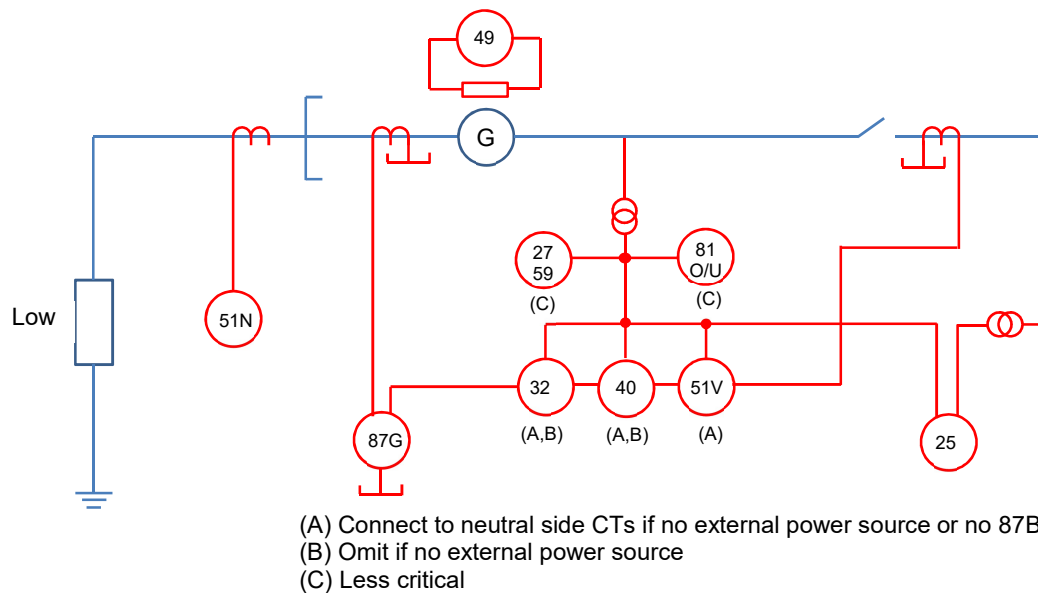 49
G
27
59
(C)
81
O/U
(C)
Low
51N
32
(A,B)
40
(A,B)
51V
(A)
87G
25
(A) Connect to neutral side CTs if no external power source or no 87B
(B) Omit if no external power source
(C) Less critical